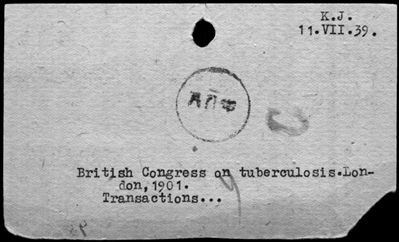 K.J.
11.VII.39.
British Congress on tuberculosis.Lon-
don,1901.
Transactions...